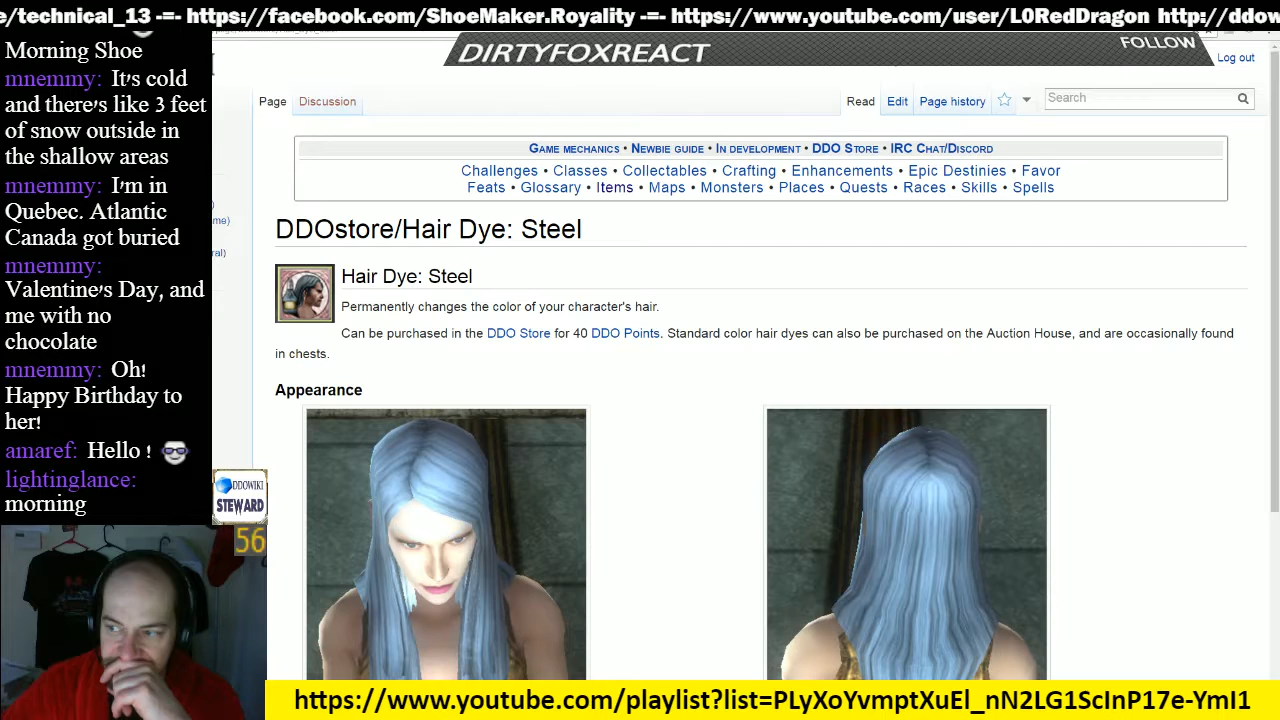 e/technical_13 -=- https://facebook.com/ShoeMaker.Royality -=- https://www.youtube.com/user/L0RedDragon http://ddow
Morning Shoe
mnemmy: It's cold
and there's like 3 feet
of snow outside in
the shallow areas
mnemmy: I'm in
Quebec. Atlantic
Canada got buried
mnemmy:
Valentine's Day, and
me with no
chocolate
mnemmy: Oh!
Happy Birthday to
her!
amaref: Hello !
lightinglance:
morning
DDOWIKI
STEWARD
56
DIRTYFOXREACT
FOLLOW
Log out
Page Discussion
Read Edit Page history
Search
me)
ral)
Game mechanics • Newbie guide • In development • DDO Store • IRC Chat/Discord
Challenges • Classes • Collectables • Crafting • Enhancements • Epic Destinies • Favor
Feats • Glossary • Items • Maps • Monsters • Places • Quests • Races • Skills • Spells
DDOstore/Hair Dye: Steel
Hair Dye: Steel
Permanently changes the color of your character's hair.
Can be purchased in the DDO Store for 40 DDO Points. Standard color hair dyes can also be purchased on the Auction House, and are occasionally found
in chests.
Appearance
https://www.youtube.com/playlist?list=PLyXoYvmptXuEl_nN2LG1ScInP17e-YmI1